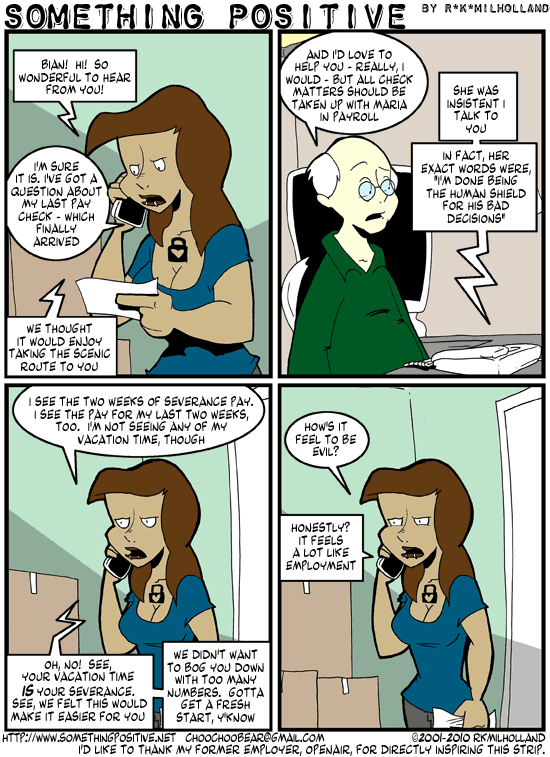 SOMETHING POSITIVE BY R*K*MILHOLLAND
BIAN! HI! SO
WONDERFUL TO HEAR
FROM YOU!
I'M SURE
IT IS. I'VE GOT A
QUESTION ABOUT
MY LAST PAY
CHECK - WHICH
FINALLY
ARRIVED
WE THOUGHT
IT WOULD ENJOY
TAKING THE SCENIC
ROUTE TO YOU
AND I'D LOVE TO
HELP YOU - REALLY, I
WOULD - BUT ALL CHECK
MATTERS SHOULD BE
TAKEN UP WITH MARIA
IN PAYROLL
SHE WAS
INSISTENT I
TALK TO
YOU
IN FACT, HER
EXACT WORDS WERE,
"I'M DONE BEING
THE HUMAN SHIELD
FOR HIS BAD
DECISIONS"
I SEE THE TWO WEEKS OF SEVERANCE PAY.
I SEE THE PAY FOR MY LAST TWO WEEKS,
TOO. I'M NOT SEEING ANY OF MY
VACATION TIME, THOUGH
OH, NO! SEE,
YOUR VACATION TIME
IS YOUR SEVERANCE.
SEE, WE FELT THIS WOULD
MAKE IT EASIER FOR YOU
WE DIDN'T WANT
TO BOG YOU DOWN
WITH TOO MANY
NUMBERS. GOTTA
GET A FRESH
START, Y'KNOW
HOW'S IT
FEEL TO BE
EVIL?
HONESTLY?
IT FEELS
A LOT LIKE
EMPLOYMENT
HTTP://WWW.SOMETHINGPOSITIVE.NET CHOOCHOOBEAR@GMAIL.COM ©2001-2010 RKMILHOLLAND
I'D LIKE TO THANK MY FORMER EMPLOYER, OPENAIR, FOR DIRECTLY INSPIRING THIS STRIP.